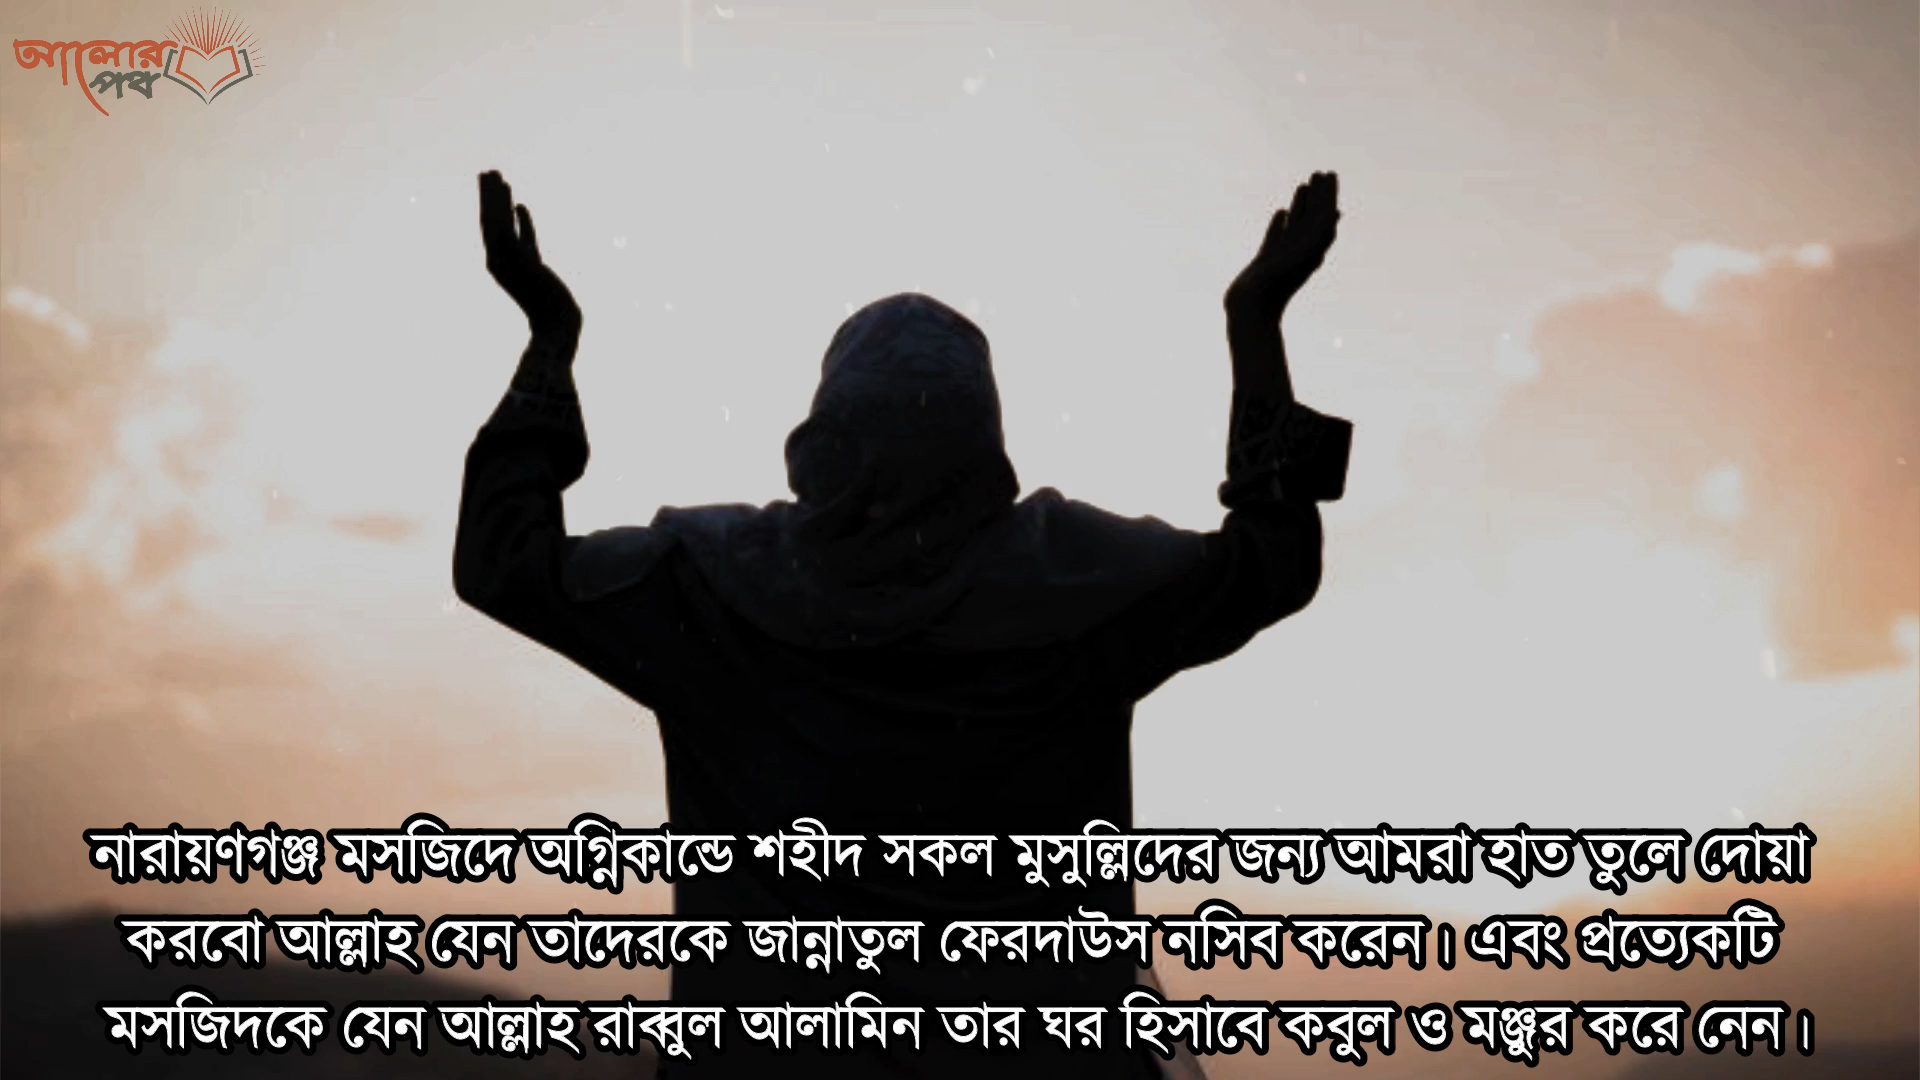 আলোর
পথ
নারায়ণগঞ্জ মসজিদে অগ্নিকান্ডে শহীদ সকল মুসুল্লিদের জন্য আমরা হাত তুলে দোয়া
করবো আল্লাহ যেন তাদেরকে জান্নাতুল ফেরদাউস নসিব করেন। এবং প্রত্যেকটি
মসজিদকে যেন আল্লাহ রাব্বুল আলামিন তার ঘর হিসাবে কবুল ও মঞ্জুর করে নেন।